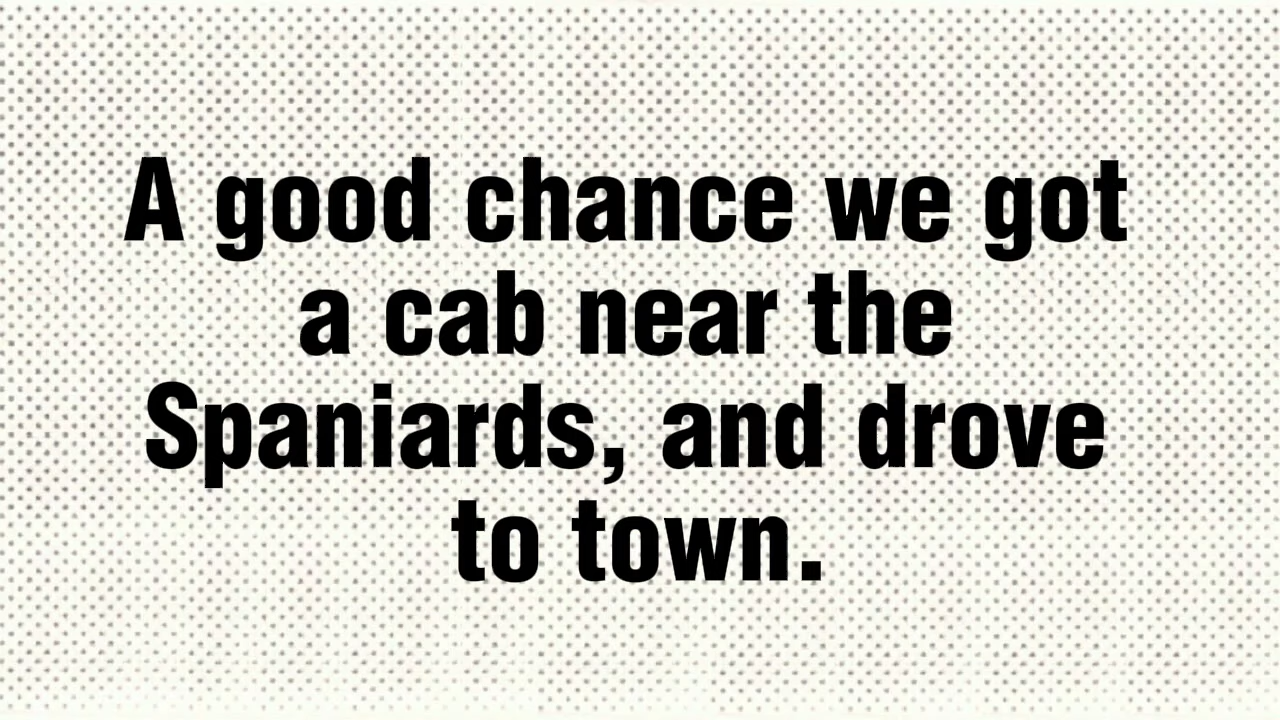 A good chance we got
a cab near the
Spaniards, and drove
to town.